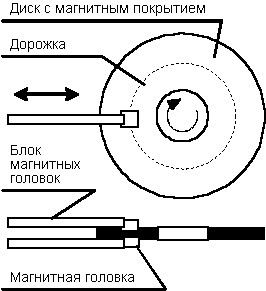 Диск с магнитным покрытием
Дорожка
Блок
магнитных
головок
Магнитная головка